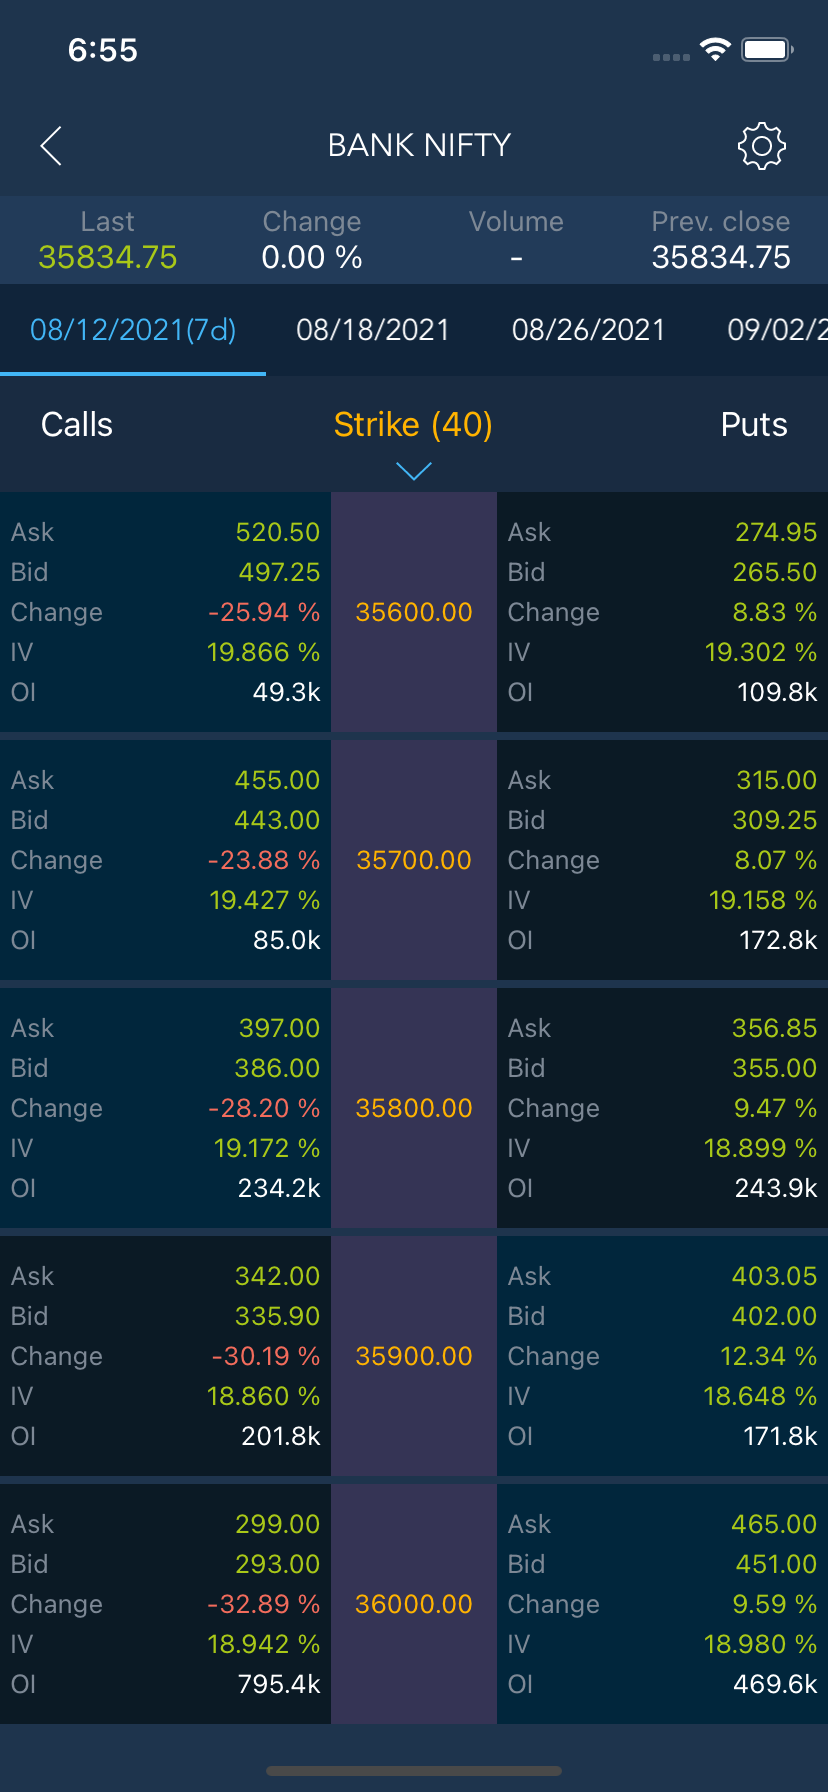 6:55
BANK NIFTY
Last Change Volume Prev. close
35834.75 0.00 % - 35834.75
08/12/2021(7d) 08/18/2021 08/26/2021 09/02/2
Calls Strike (40) Puts
Ask 520.50 Ask 274.95
Bid 497.25 Bid 265.50
Change -25.94 % 35600.00 Change 8.83 %
IV 19.866 % IV 19.302 %
OI 49.3k OI 109.8k
Ask 455.00 Ask 315.00
Bid 443.00 Bid 309.25
Change -23.88 % 35700.00 Change 8.07 %
IV 19.427 % IV 19.158 %
OI 85.0k OI 172.8k
Ask 397.00 Ask 356.85
Bid 386.00 Bid 355.00
Change -28.20 % 35800.00 Change 9.47 %
IV 19.172 % IV 18.899 %
OI 234.2k OI 243.9k
Ask 342.00 Ask 403.05
Bid 335.90 Bid 402.00
Change -30.19 % 35900.00 Change 12.34 %
IV 18.860 % IV 18.648 %
OI 201.8k OI 171.8k
Ask 299.00 Ask 465.00
Bid 293.00 Bid 451.00
Change -32.89 % 36000.00 Change 9.59 %
IV 18.942 % IV 18.980 %
OI 795.4k OI 469.6k